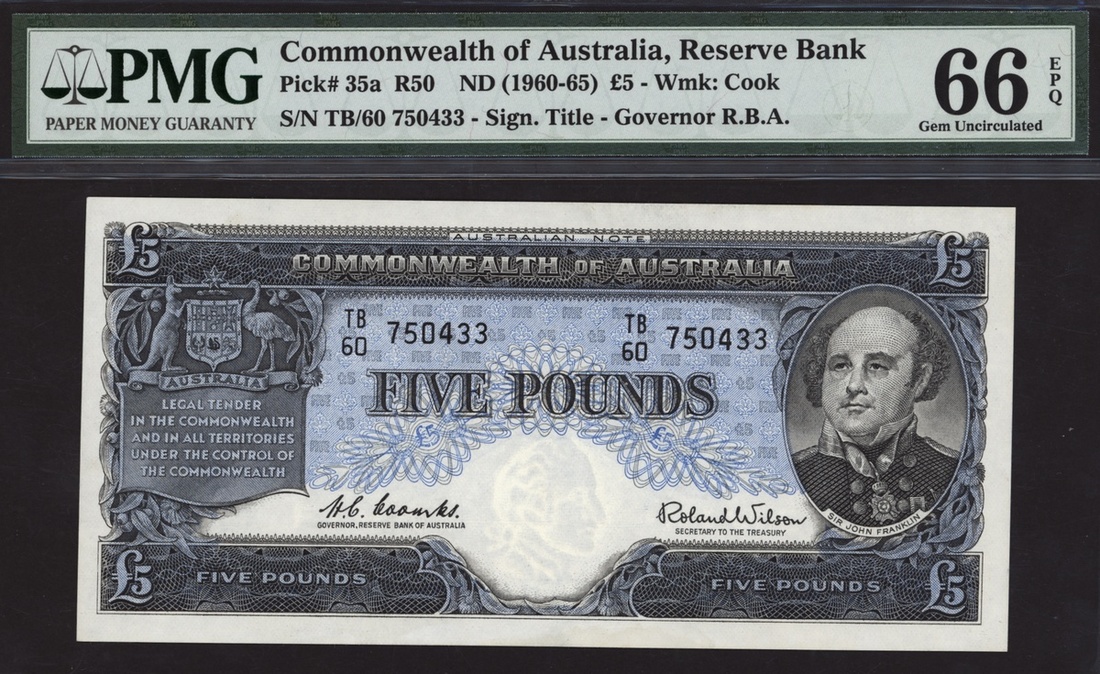 PMG
PAPER MONEY GUARANTY
Commonwealth of Australia, Reserve Bank
Pick# 35a R50 ND (1960-65) £5 - Wmk: Cook
S/N TB/60 750433 - Sign. Title - Governor R.B.A.
66
EPQ
Gem Uncirculated
AUSTRALIAN NOTE
£5 COMMONWEALTH OF AUSTRALIA £5
TB
60 750433
TB
60 750433
FIVE POUNDS
£5 £5
AUSTRALIA
LEGAL TENDER
IN THE COMMONWEALTH
AND IN ALL TERRITORIES
UNDER THE CONTROL OF
THE COMMONWEALTH
H.C. Coombs.
GOVERNOR, RESERVE BANK OF AUSTRALIA
Roland Wilson
SECRETARY TO THE TREASURY
SIR JOHN FRANKLIN
£5 FIVE POUNDS FIVE POUNDS £5